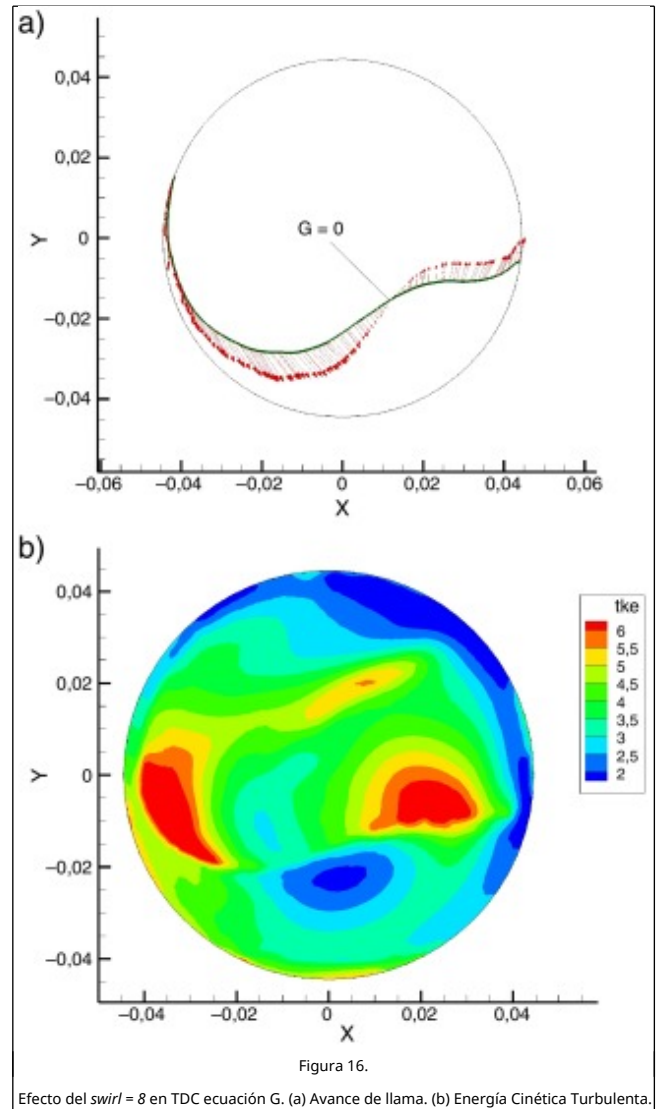 a)
0,04
0,02
0
−0,02
−0,04
Y
G = 0
−0,06 −0,04 −0,02 0 0,02 0,04 0,06
X
b)
0,04
0,02
0
−0,02
−0,04
Y
tke
6
5,5
5
4,5
4
3,5
3
2,5
2
−0,04 −0,02 0 0,02 0,04
X
Figura 16.
Efecto del swirl = 8 en TDC ecuación G. (a) Avance de llama. (b) Energía Cinética Turbulenta.